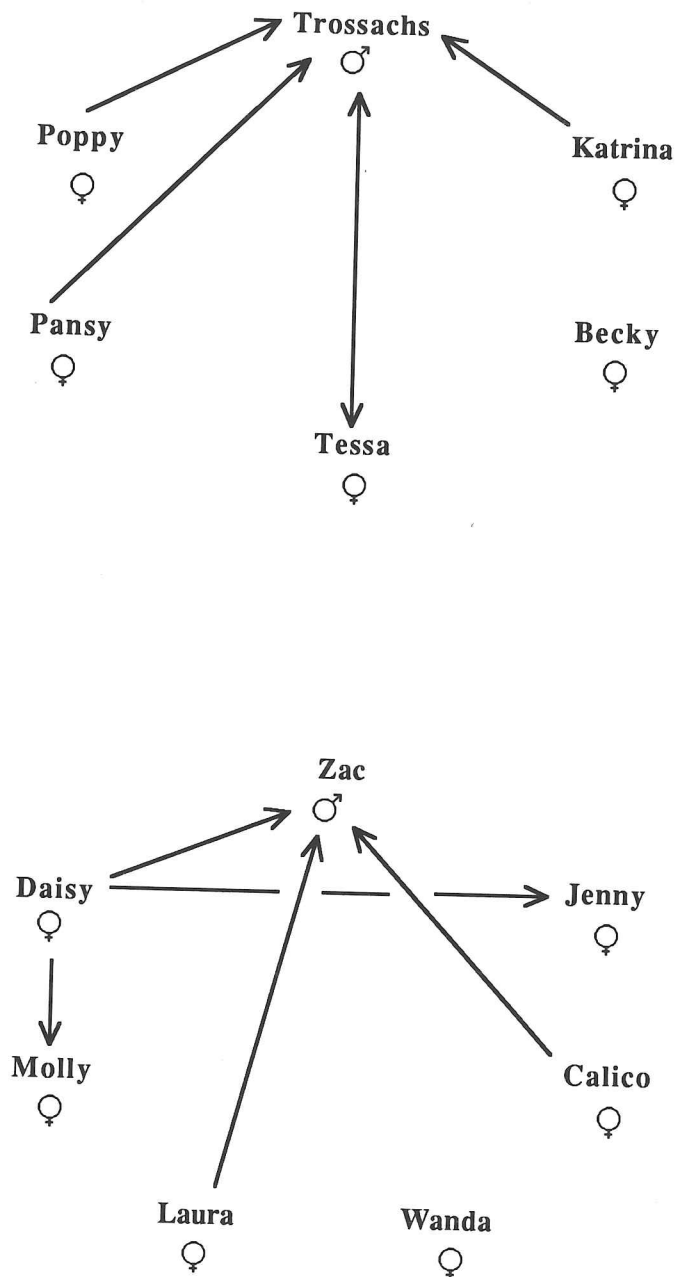 Trossachs
♂
Poppy
♀
Katrina
♀
Pansy
♀
Becky
♀
Tessa
♀
Zac
♂
Daisy
♀
Jenny
♀
Molly
♀
Calico
♀
Laura
♀
Wanda
♀